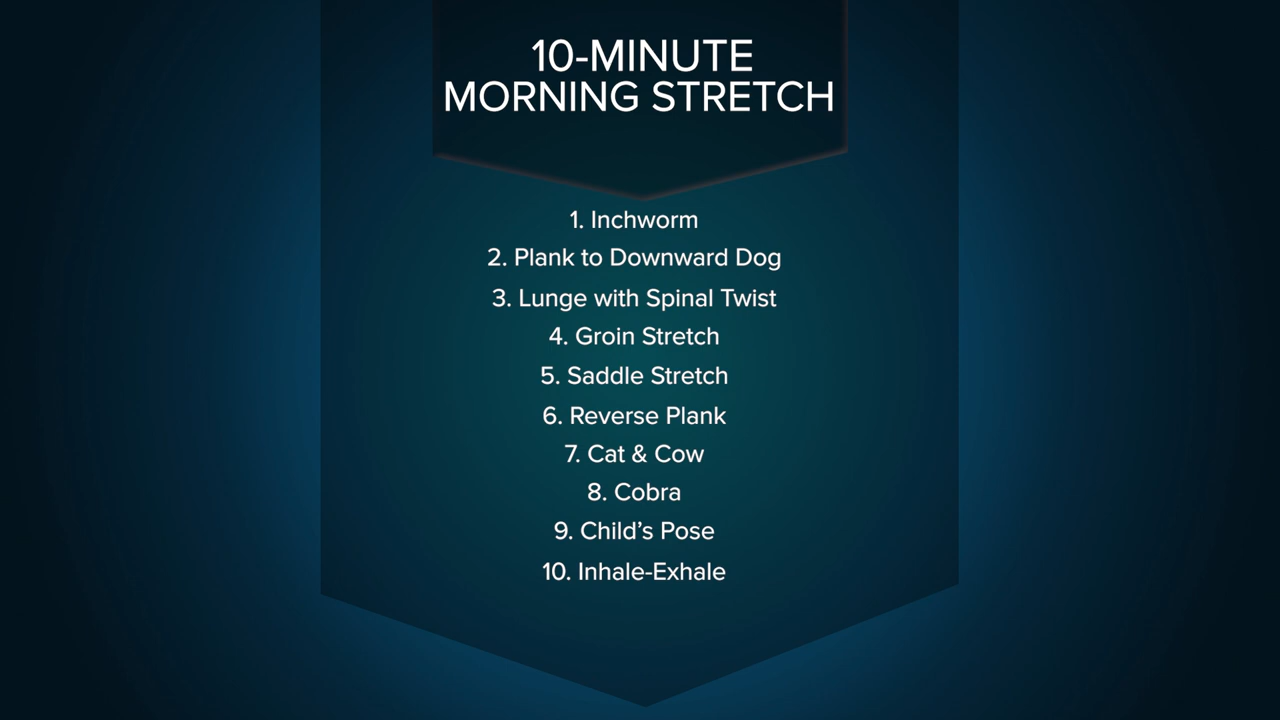 10-MINUTE
MORNING STRETCH
1. Inchworm
2. Plank to Downward Dog
3. Lunge with Spinal Twist
4. Groin Stretch
5. Saddle Stretch
6. Reverse Plank
7. Cat & Cow
8. Cobra
9. Child’s Pose
10. Inhale-Exhale